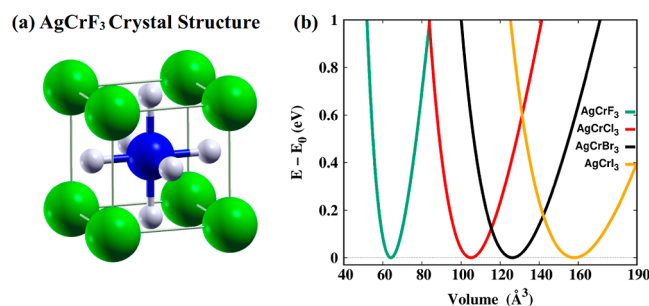 (a) AgCrF₃ Crystal Structure
(b)
E − E₀ (eV)
1
0.8
0.6
0.4
0.2
0
AgCrF₃
AgCrCl₃
AgCrBr₃
AgCrI₃
40 60 80 100 120 140 160 190
Volume (Å³)